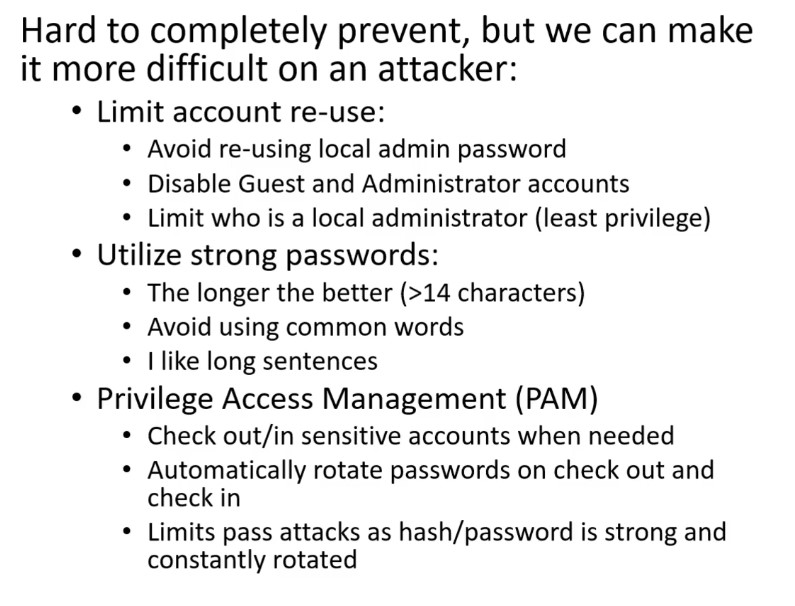 Hard to completely prevent, but we can make
it more difficult on an attacker:
• Limit account re-use:
• Avoid re-using local admin password
• Disable Guest and Administrator accounts
• Limit who is a local administrator (least privilege)
• Utilize strong passwords:
• The longer the better (>14 characters)
• Avoid using common words
• I like long sentences
• Privilege Access Management (PAM)
• Check out/in sensitive accounts when needed
• Automatically rotate passwords on check out and
check in
• Limits pass attacks as hash/password is strong and
constantly rotated